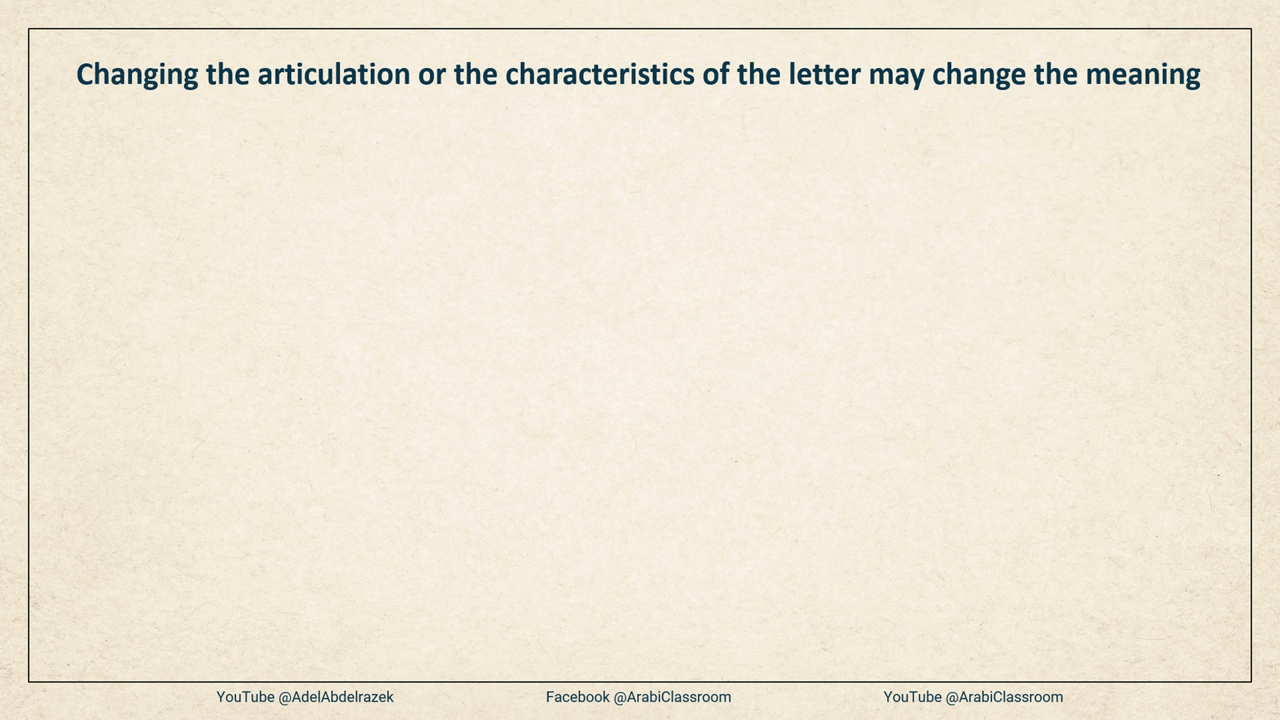 Changing the articulation or the characteristics of the letter may change the meaning
YouTube @AdelAbdelrazek Facebook @ArabiClassroom YouTube @ArabiClassroom